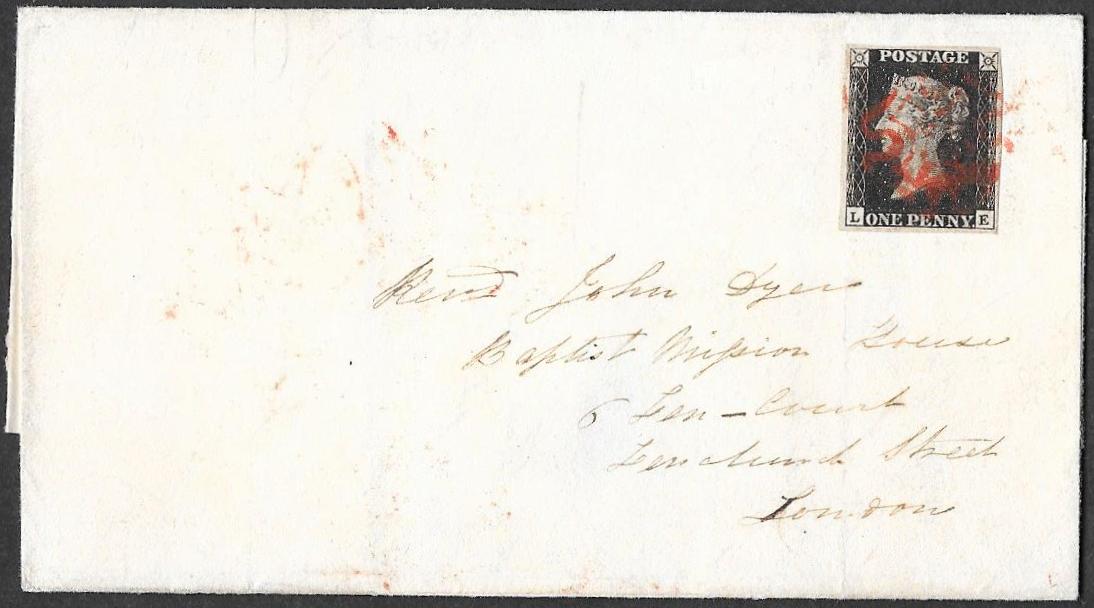 POSTAGE
L ONE PENNY. E
Revd John Dyer
Baptist Mission House
6 Fen-Court
Fenchurch Street
London